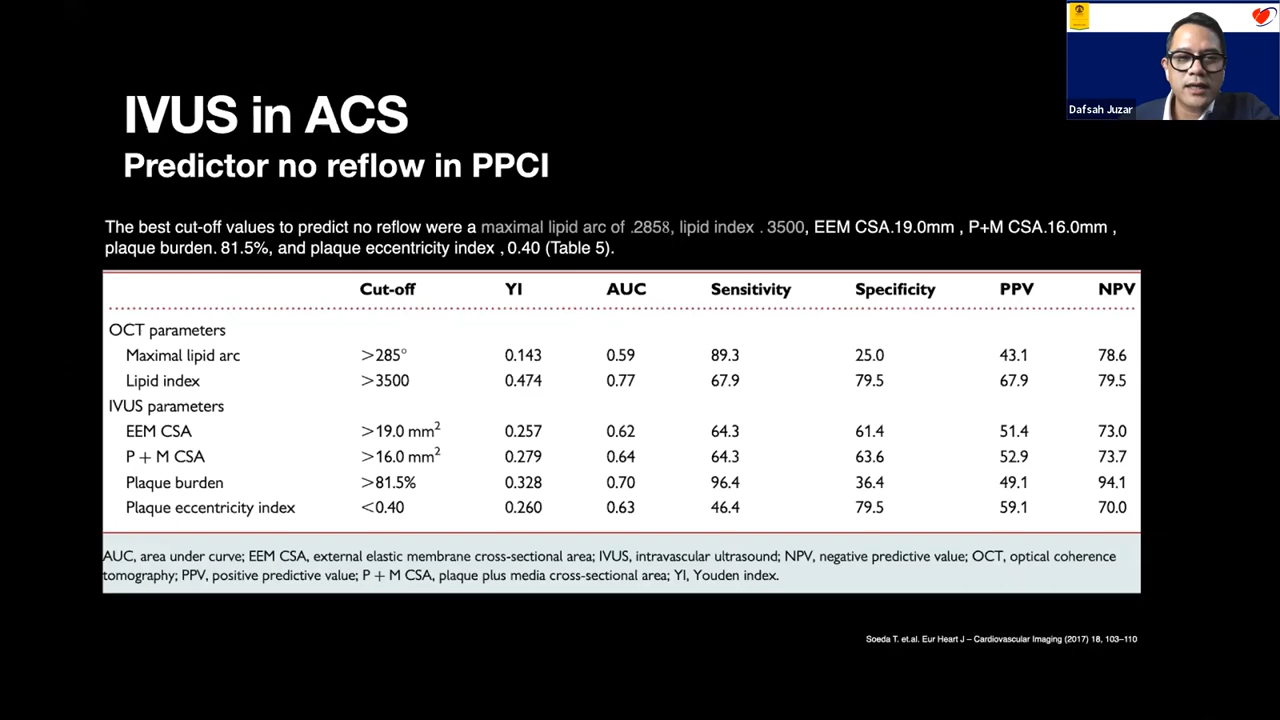 Dafsah Juzar
IVUS in ACS
Predictor no reflow in PPCI
The best cut-off values to predict no reflow were a maximal lipid arc of .2858, lipid index . 3500, EEM CSA.19.0mm , P+M CSA.16.0mm ,
plaque burden. 81.5%, and plaque eccentricity index , 0.40 (Table 5).
Cut-off YI AUC Sensitivity Specificity PPV NPV
OCT parameters
Maximal lipid arc >285° 0.143 0.59 89.3 25.0 43.1 78.6
Lipid index >3500 0.474 0.77 67.9 79.5 67.9 79.5
IVUS parameters
EEM CSA >19.0 mm² 0.257 0.62 64.3 61.4 51.4 73.0
P + M CSA >16.0 mm² 0.279 0.64 64.3 63.6 52.9 73.7
Plaque burden >81.5% 0.328 0.70 96.4 36.4 49.1 94.1
Plaque eccentricity index <0.40 0.260 0.63 46.4 79.5 59.1 70.0
AUC, area under curve; EEM CSA, external elastic membrane cross-sectional area; IVUS, intravascular ultrasound; NPV, negative predictive value; OCT, optical coherence
tomography; PPV, positive predictive value; P + M CSA, plaque plus media cross-sectional area; YI, Youden index.
Soeda T. et.al. Eur Heart J – Cardiovascular Imaging (2017) 18, 103–110